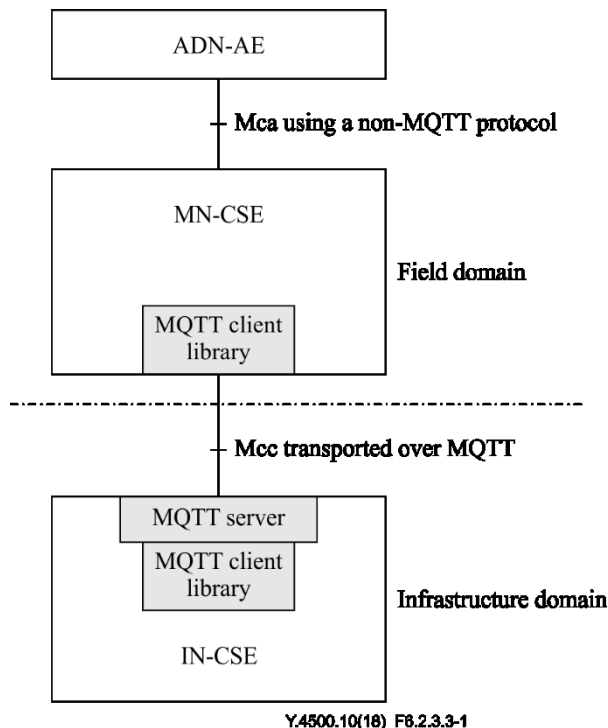 ADN-AE
Mca using a non-MQTT protocol
MN-CSE
Field domain
MQTT client
library
Mcc transported over MQTT
MQTT server
MQTT client
library
Infrastructure domain
IN-CSE
Y.4500.10(18)_F6.2.3.3-1